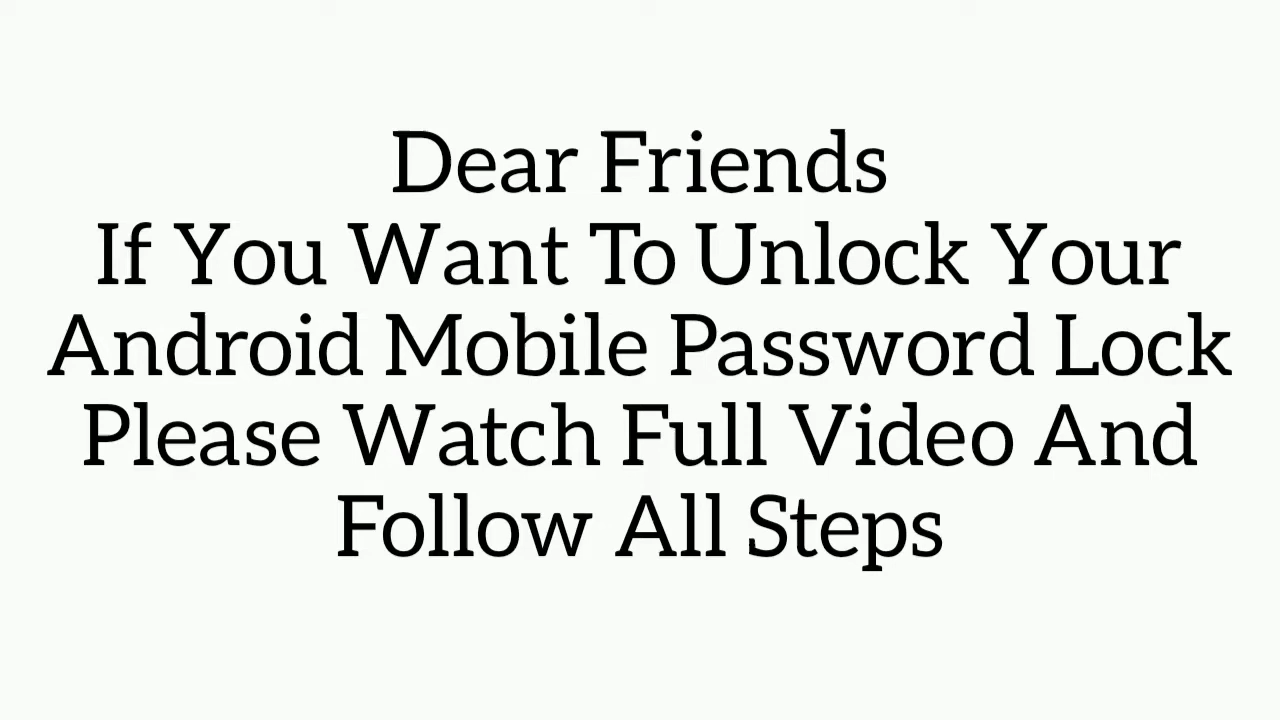 Dear Friends
If You Want To Unlock Your
Android Mobile Password Lock
Please Watch Full Video And
Follow All Steps